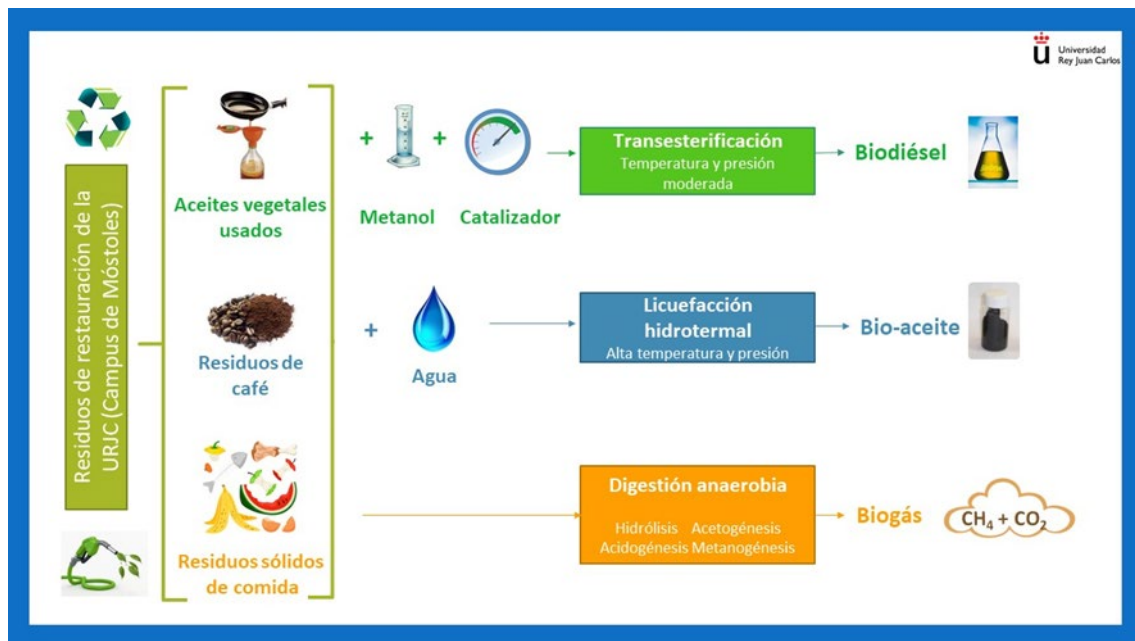 Universidad
Rey Juan Carlos
Residuos de restauración de la
URJC (Campus de Móstoles)
Aceites vegetales
usados
+
+
Metanol
Catalizador
Transesterificación
Temperatura y presión
moderada
Biodiésel
Residuos de
café
+
Agua
Licuefacción
hidrotermal
Alta temperatura y presión
Bio-aceite
Residuos sólidos
de comida
Digestión anaerobia
Hidrólisis Acetogénesis
Acidogénesis Metanogénesis
Biogás
CH₄ + CO₂